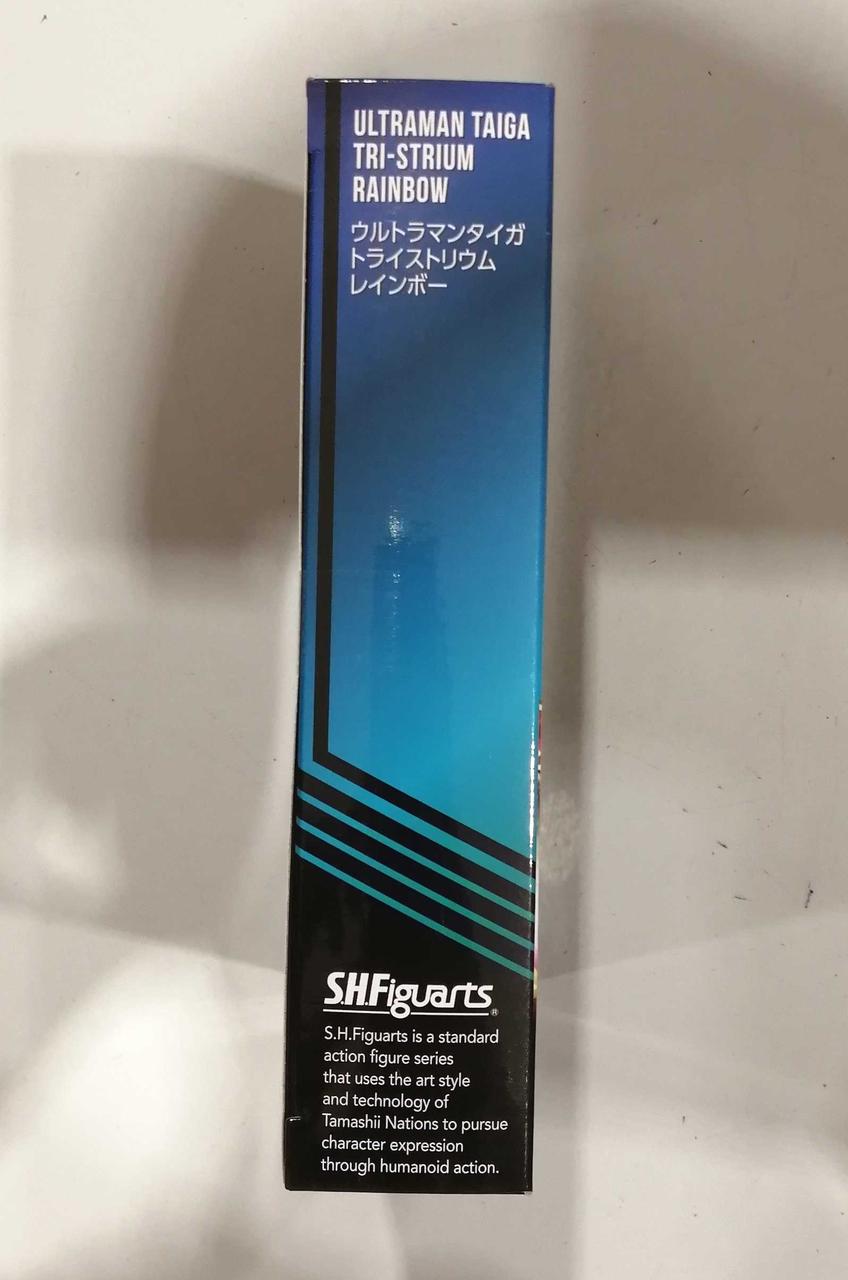 ULTRAMAN TAIGA
TRI-STRIUM
RAINBOW
ウルトラマンタイガ
トライストリウム
レインボー
S.H.Figuarts®
S.H.Figuarts is a standard
action figure series
that uses the art style
and technology of
Tamashii Nations to pursue
character expression
through humanoid action.